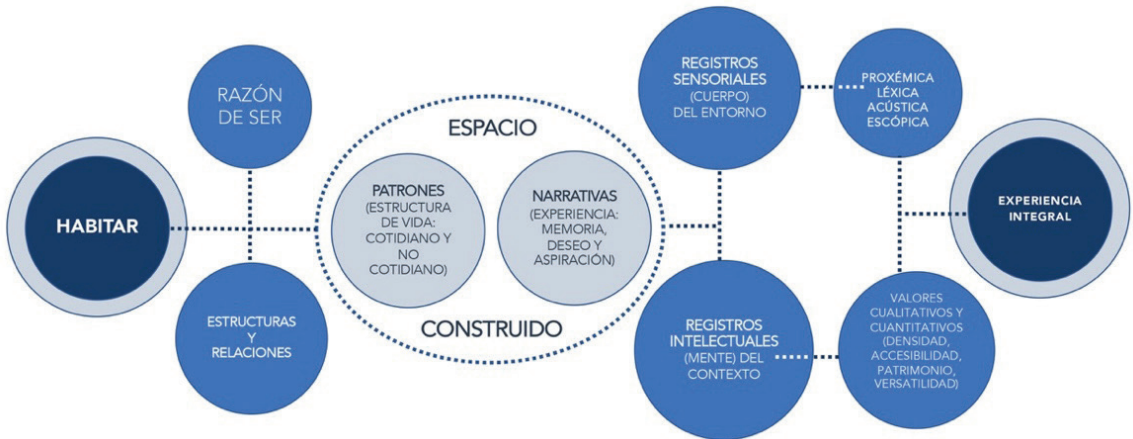 HABITAR
RAZÓN
DE SER
ESTRUCTURAS
Y
RELACIONES
ESPACIO
PATRONES
(ESTRUCTURA
DE VIDA:
COTIDIANO Y
NO
COTIDIANO)
NARRATIVAS
(EXPERIENCIA:
MEMORIA,
DESEO Y
ASPIRACIÓN)
CONSTRUIDO
REGISTROS
SENSORIALES
(CUERPO)
DEL ENTORNO
REGISTROS
INTELECTUALES
(MENTE) DEL
CONTEXTO
PROXÉMICA
LÉXICA
ACÚSTICA
ESCÓPICA
VALORES
CUALITATIVOS Y
CUANTITATIVOS
(DENSIDAD,
ACCESIBILIDAD,
PATRIMONIO,
VERSATILIDAD)
EXPERIENCIA
INTEGRAL